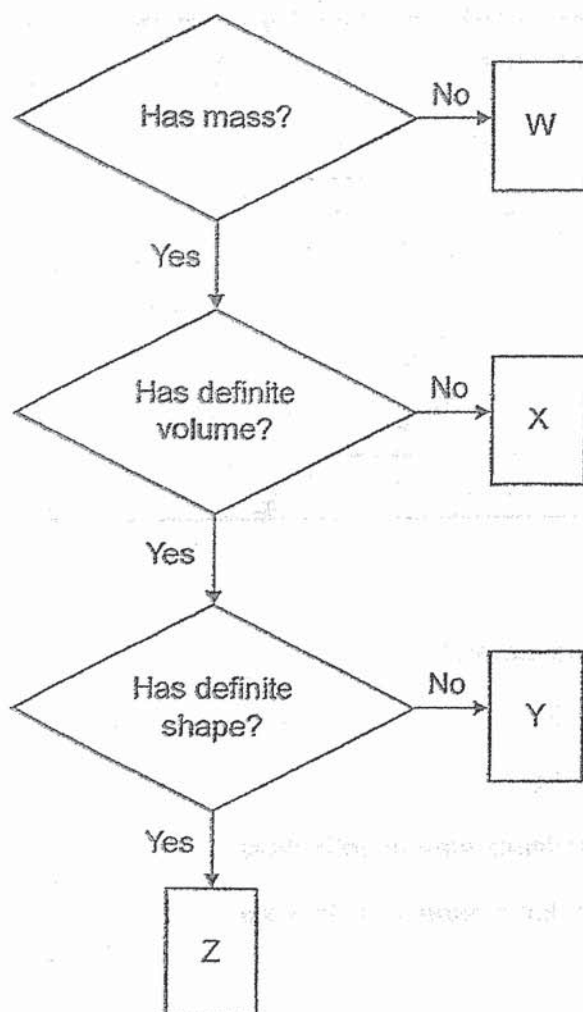 Has mass?
No
W
Yes
Has definite
volume?
No
X
Yes
Has definite
shape?
No
Y
Yes
Z